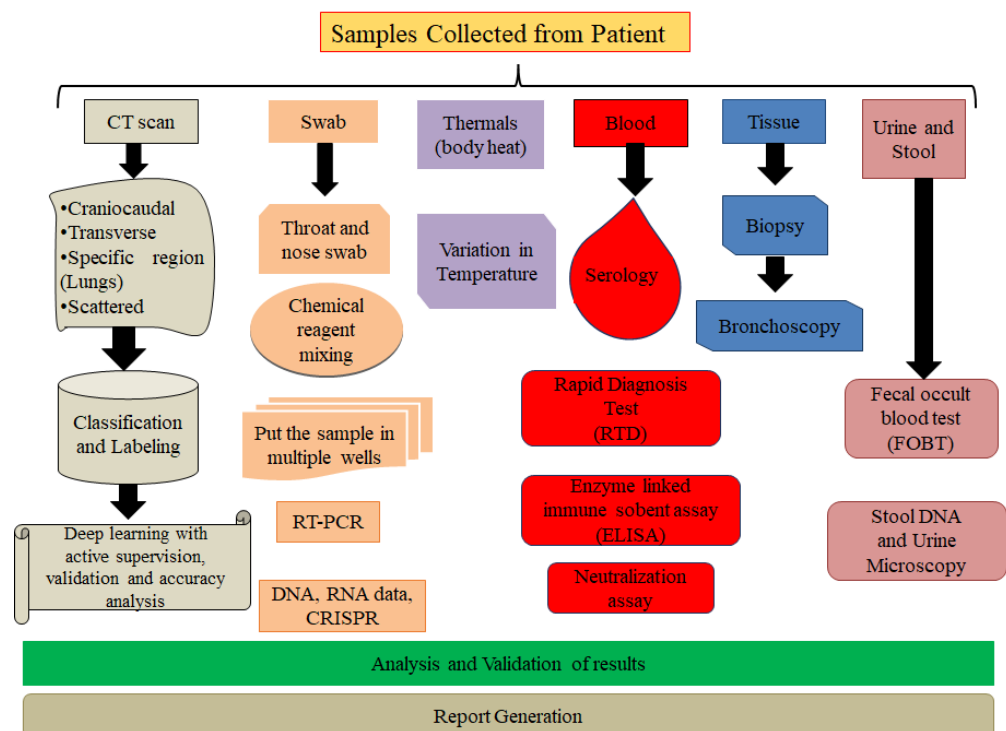 Samples Collected from Patient
CT scan
•Craniocaudal
•Transverse
•Specific region
(Lungs)
•Scattered
Classification
and Labeling
Deep learning with
active supervision,
validation and accuracy
analysis
Swab
Throat and
nose swab
Chemical
reagent
mixing
Put the sample in
multiple wells
RT-PCR
DNA, RNA data,
CRISPR
Thermals
(body heat)
Variation in
Temperature
Blood
Serology
Rapid Diagnosis
Test
(RTD)
Enzyme linked
immune sobent assay
(ELISA)
Neutralization
assay
Tissue
Biopsy
Bronchoscopy
Urine and
Stool
Fecal occult
blood test
(FOBT)
Stool DNA
and Urine
Microscopy
Analysis and Validation of results
Report Generation